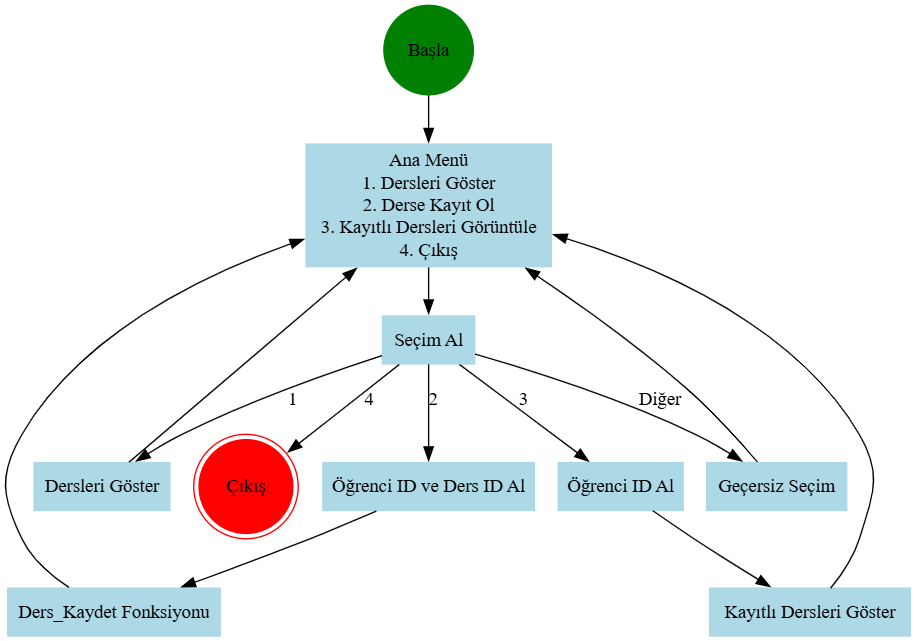 Başla
Ana Menü
1. Dersleri Göster
2. Derse Kayıt Ol
3. Kayıtlı Dersleri Görüntüle
4. Çıkış
Seçim Al
1
4
2
3
Diğer
Dersleri Göster
Çıkış
Öğrenci ID ve Ders ID Al
Öğrenci ID Al
Geçersiz Seçim
Ders_Kaydet Fonksiyonu
Kayıtlı Dersleri Göster